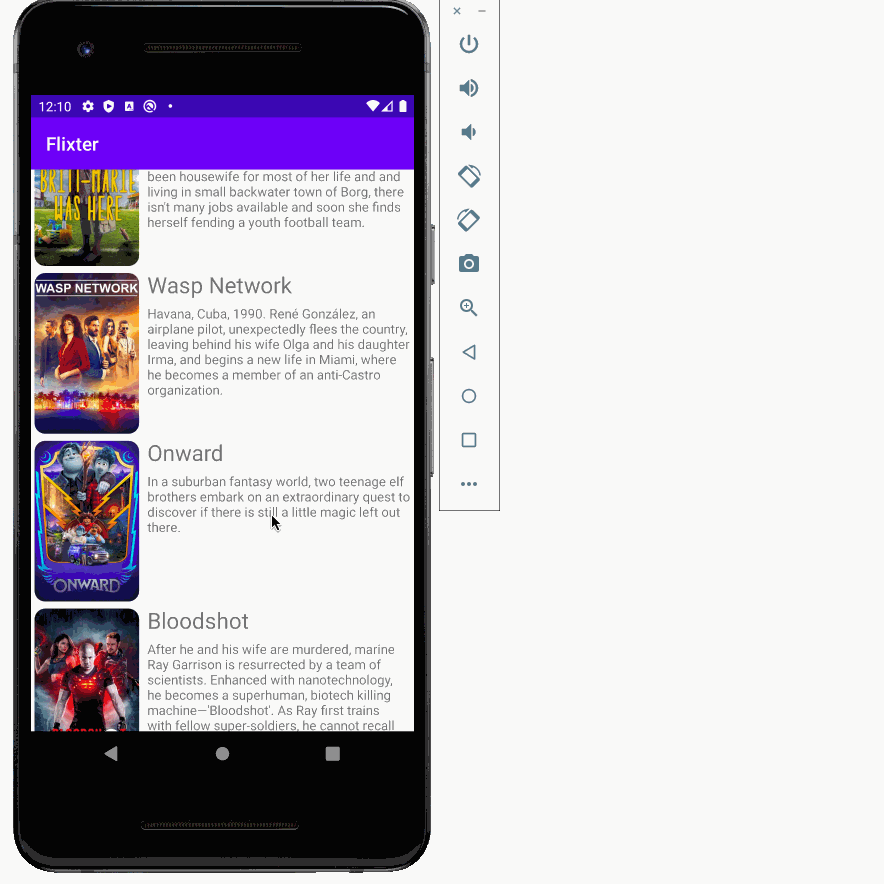 12:10
Flixter
BRITT-MARIE
WAS HERE
been housewife for most of her life and and
living in small backwater town of Borg, there
isn't many jobs available and soon she finds
herself fending a youth football team.
WASP NETWORK
Wasp Network
Havana, Cuba, 1990. René González, an
airplane pilot, unexpectedly flees the country,
leaving behind his wife Olga and his daughter
Irma, and begins a new life in Miami, where
he becomes a member of an anti-Castro
organization.
Onward
In a suburban fantasy world, two teenage elf
brothers embark on an extraordinary quest to
discover if there is still a little magic left out
there.
ONWARD
Bloodshot
After he and his wife are murdered, marine
Ray Garrison is resurrected by a team of
scientists. Enhanced with nanotechnology,
he becomes a superhuman, biotech killing
machine—'Bloodshot'. As Ray first trains
with fellow super-soldiers, he cannot recall